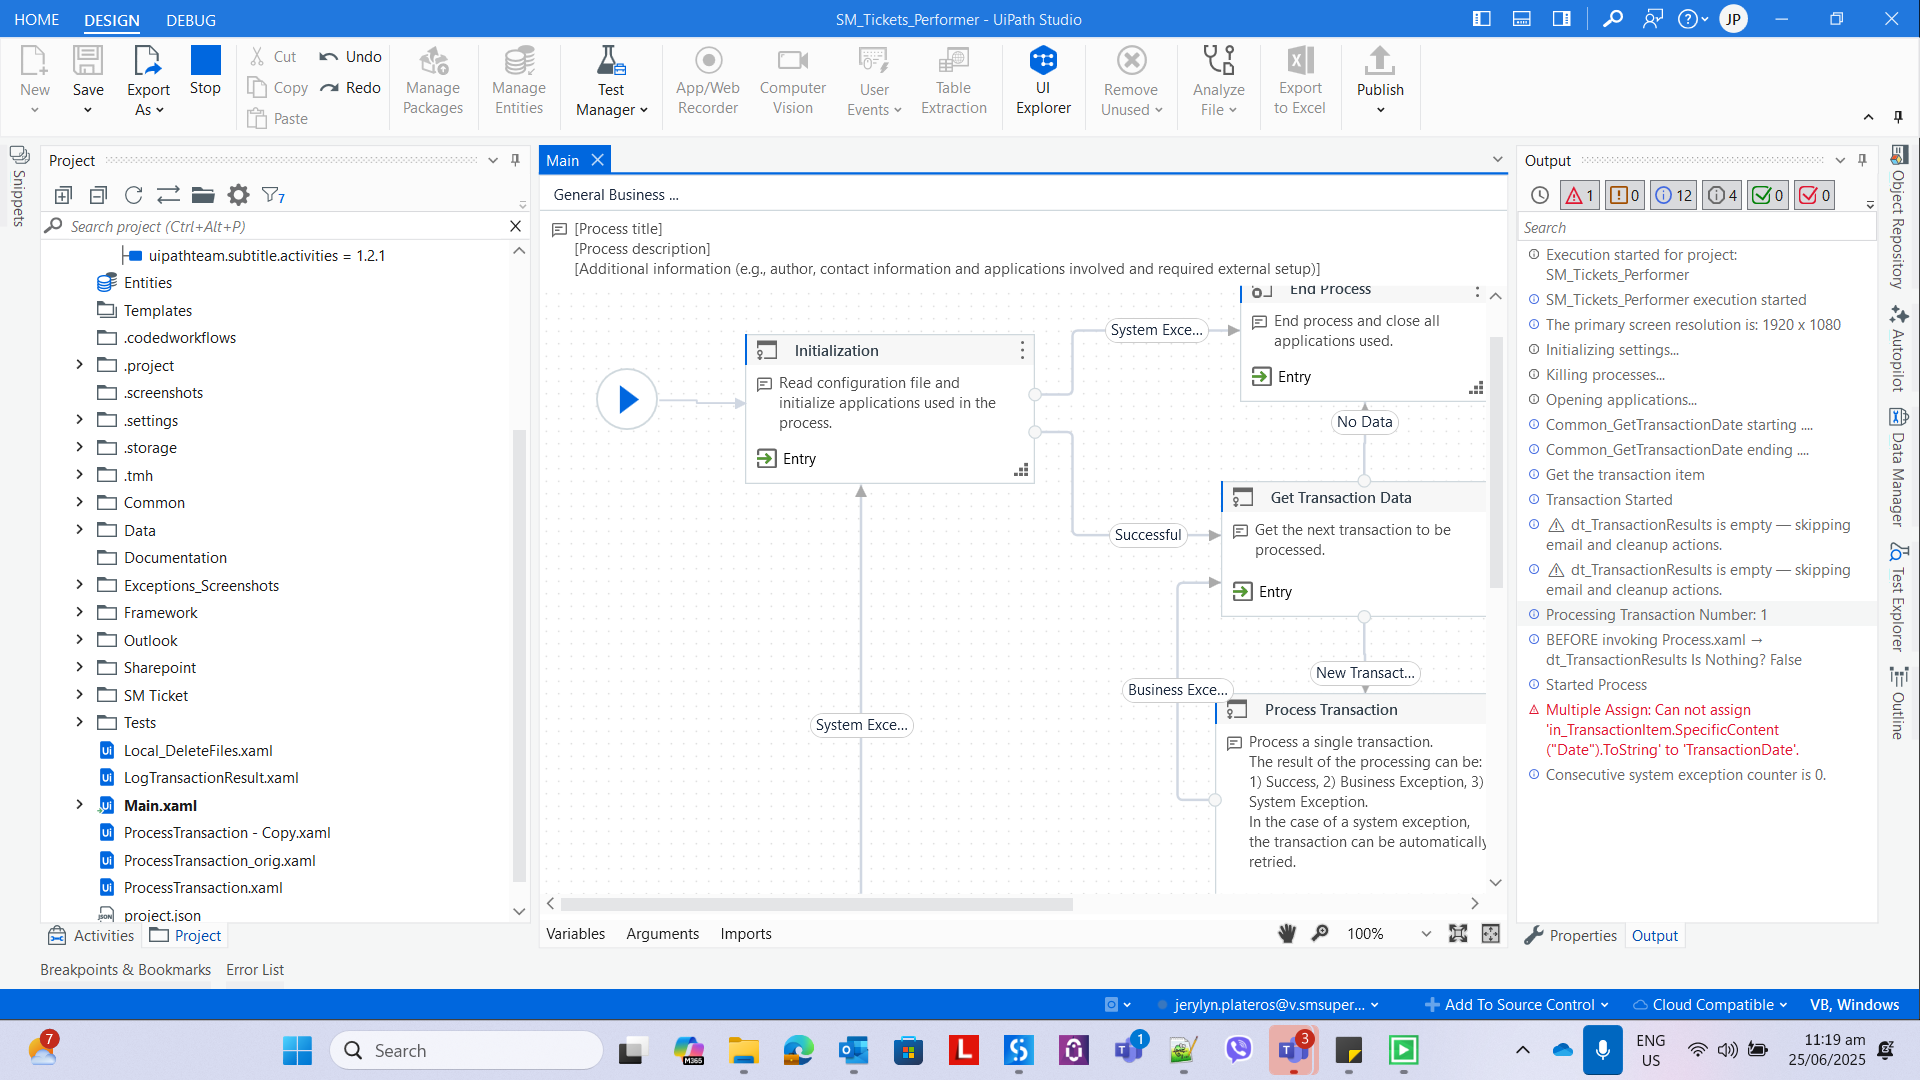 HOME DESIGN DEBUG
SM_Tickets_Performer - UiPath Studio
JP
New
Save
Export
As
Stop
Cut
Copy
Paste
Undo
Redo
Manage
Packages
Manage
Entities
Test
Manager
App/Web
Recorder
Computer
Vision
User
Events
Table
Extraction
UI
Explorer
Remove
Unused
Analyze
File
Export
to Excel
Publish
Snippets
Project
7
Search project (Ctrl+Alt+P)
uipathteam.subtitle.activities = 1.2.1
Entities
Templates
.codedworkflows
.project
.screenshots
.settings
.storage
.tmh
Common
Data
Documentation
Exceptions_Screenshots
Framework
Outlook
Sharepoint
SM Ticket
Tests
Local_DeleteFiles.xaml
LogTransactionResult.xaml
Main.xaml
ProcessTransaction - Copy.xaml
ProcessTransaction_orig.xaml
ProcessTransaction.xaml
project.json
Activities Project
Main
General Business ...
[Process title]
[Process description]
[Additional information (e.g., author, contact information and applications involved and required external setup)]
Initialization
Read configuration file and
initialize applications used in the
process.
Entry
System Exce...
End Process
End process and close all
applications used.
Entry
No Data
Successful
Get Transaction Data
Get the next transaction to be
processed.
Entry
New Transact...
Business Exce...
System Exce...
Process Transaction
Process a single transaction.
The result of the processing can be:
1) Success, 2) Business Exception, 3)
System Exception.
In the case of a system exception,
the transaction can be automatically
retried.
Variables Arguments Imports
100%
Output
1 0 12 4 0 0
Search
Execution started for project:
SM_Tickets_Performer
SM_Tickets_Performer execution started
The primary screen resolution is: 1920 x 1080
Initializing settings...
Killing processes...
Opening applications...
Common_GetTransactionDate starting ....
Common_GetTransactionDate ending ....
Get the transaction item
Transaction Started
⚠ dt_TransactionResults is empty — skipping
email and cleanup actions.
⚠ dt_TransactionResults is empty — skipping
email and cleanup actions.
Processing Transaction Number: 1
BEFORE invoking Process.xaml →
dt_TransactionResults Is Nothing? False
Started Process
Multiple Assign: Can not assign
'in_TransactionItem.SpecificContent
("Date").ToString' to 'TransactionDate'.
Consecutive system exception counter is 0.
Properties Output
Object Repository
Autopilot
Data Manager
Test Explorer
Outline
Breakpoints & Bookmarks Error List
jerylyn.plateros@v.smsuper...
Add To Source Control
Cloud Compatible
VB, Windows
7
Search
M365
1
3
ENG
US
11:19 am
25/06/2025